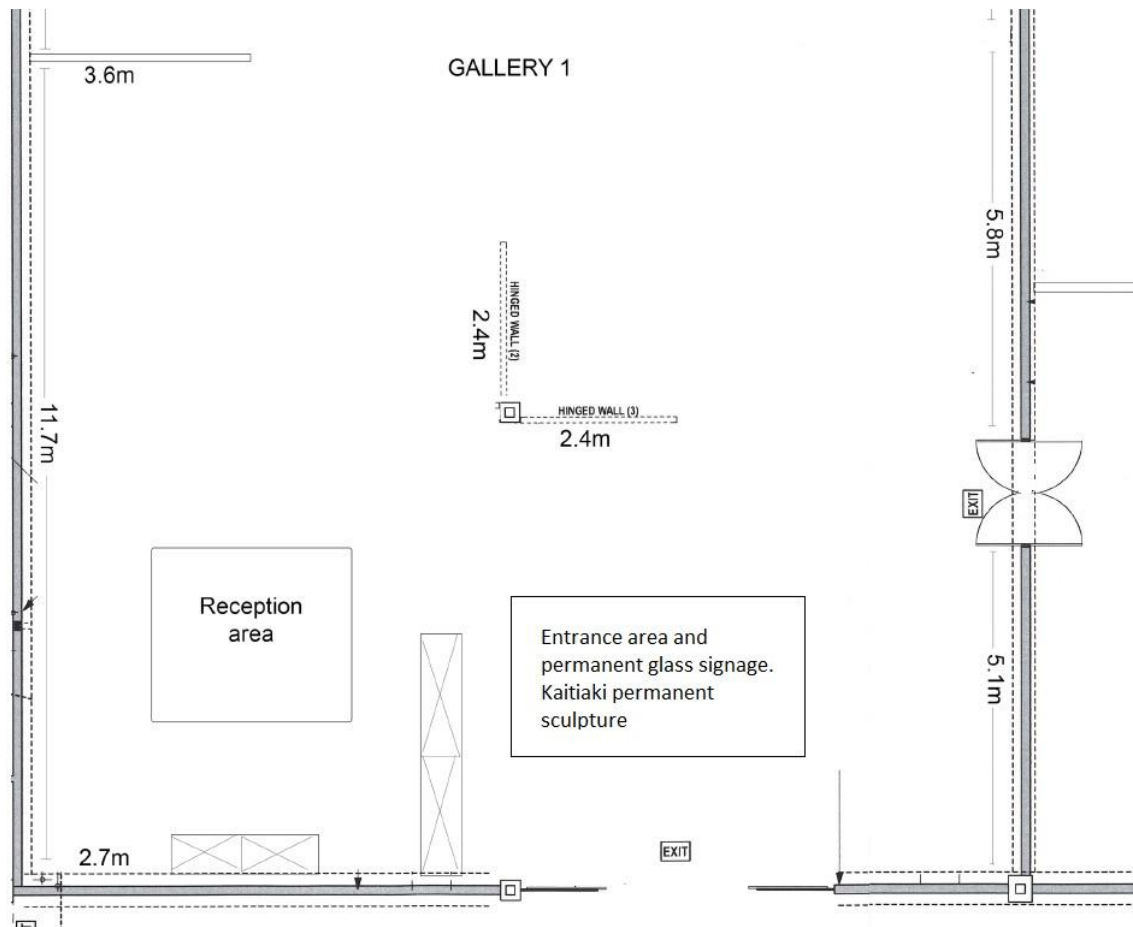 GALLERY 1
3.6m
5.8m
HINGED WALL (2)
2.4m
HINGED WALL (3)
2.4m
11.7m
EXIT
Reception
area
Entrance area and
permanent glass signage.
Kaitiaki permanent
sculpture
5.1m
2.7m
EXIT